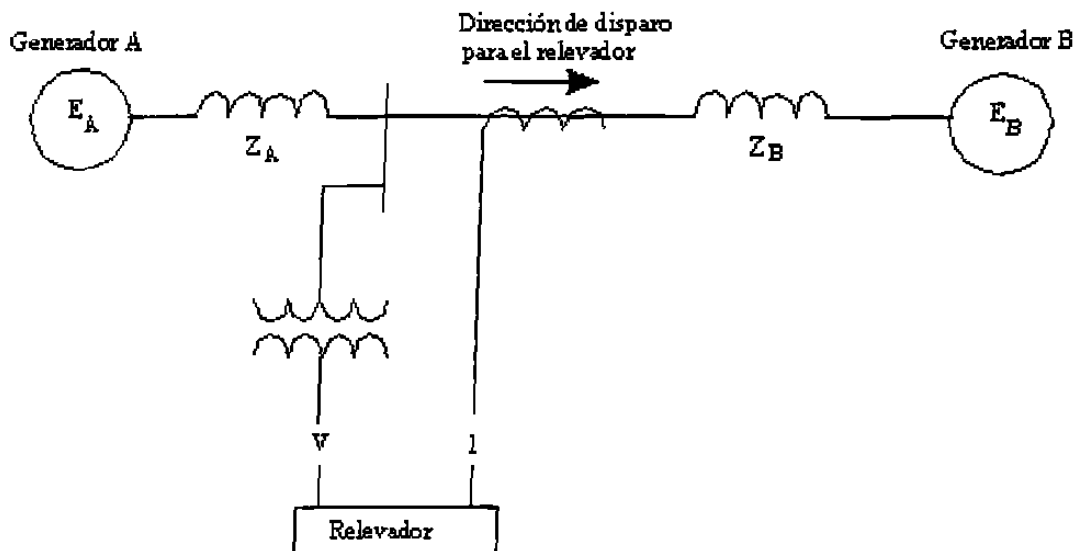 Dirección de disparo
para el relevador
Generador A
Generador B
E_A
Z_A
Z_B
E_B
V
I
Relevador